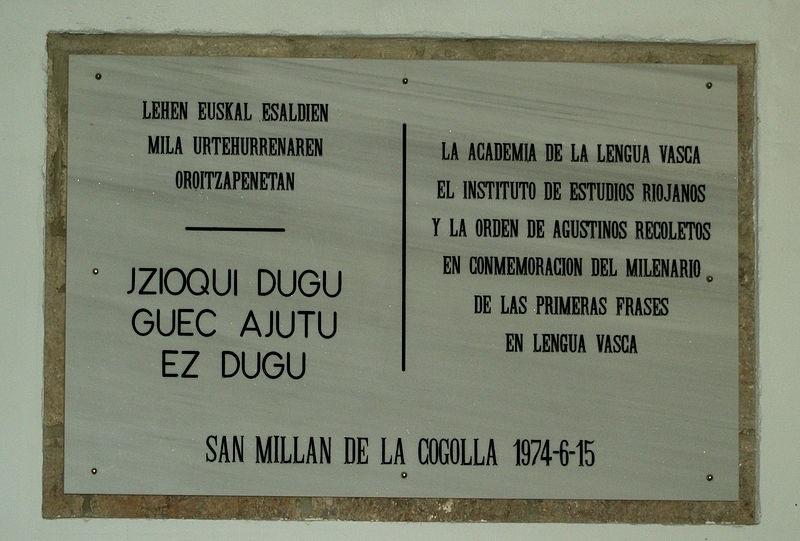 LEHEN EUSKAL ESALDIEN
MILA URTEHURRENAREN
OROITZAPENETAN
JZIOQUI DUGU
GUEC AJUTU
EZ DUGU
LA ACADEMIA DE LA LENGUA VASCA
EL INSTITUTO DE ESTUDIOS RIOJANOS
Y LA ORDEN DE AGUSTINOS RECOLETOS
EN CONMEMORACION DEL MILENARIO
DE LAS PRIMERAS FRASES
EN LENGUA VASCA
SAN MILLAN DE LA COGOLLA 1974-6-15